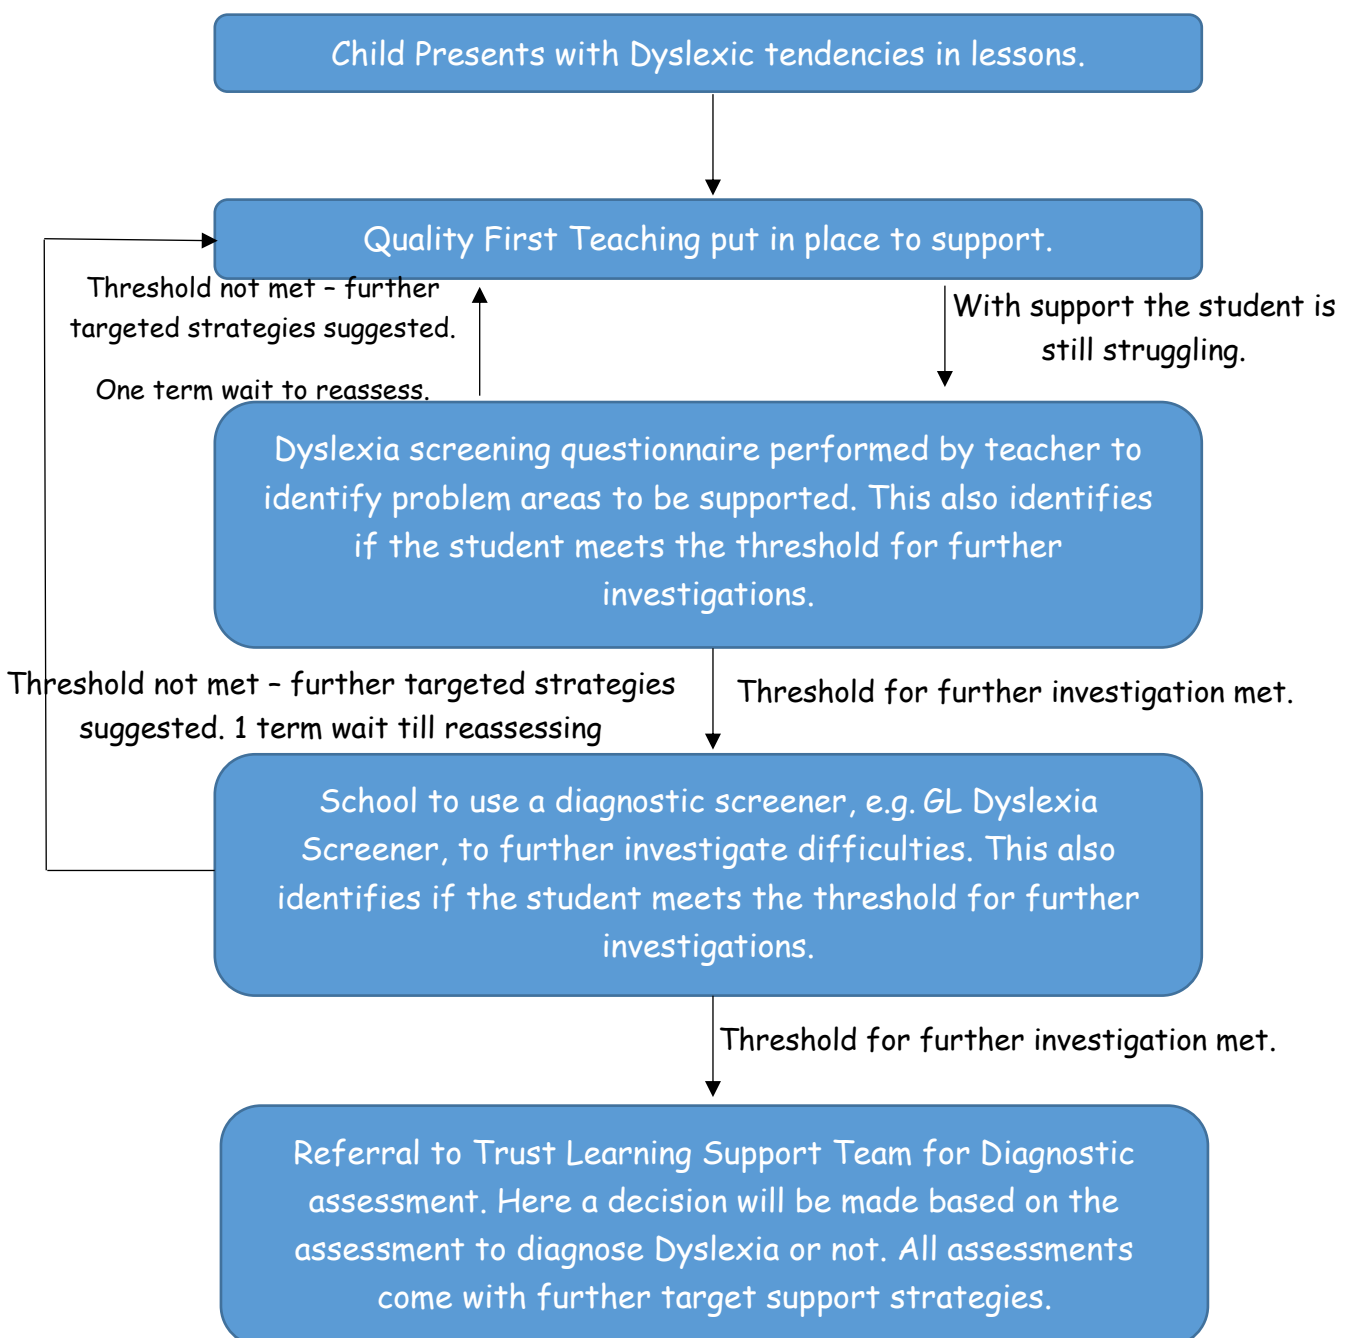 Child Presents with Dyslexic tendencies in lessons.
Quality First Teaching put in place to support.
Threshold not met – further
targeted strategies suggested.
One term wait to reassess.
With support the student is
still struggling.
Dyslexia screening questionnaire performed by teacher to
identify problem areas to be supported. This also identifies
if the student meets the threshold for further
investigations.
Threshold not met – further targeted strategies
suggested. 1 term wait till reassessing
Threshold for further investigation met.
School to use a diagnostic screener, e.g. GL Dyslexia
Screener, to further investigate difficulties. This also
identifies if the student meets the threshold for further
investigations.
Threshold for further investigation met.
Referral to Trust Learning Support Team for Diagnostic
assessment. Here a decision will be made based on the
assessment to diagnose Dyslexia or not. All assessments
come with further target support strategies.